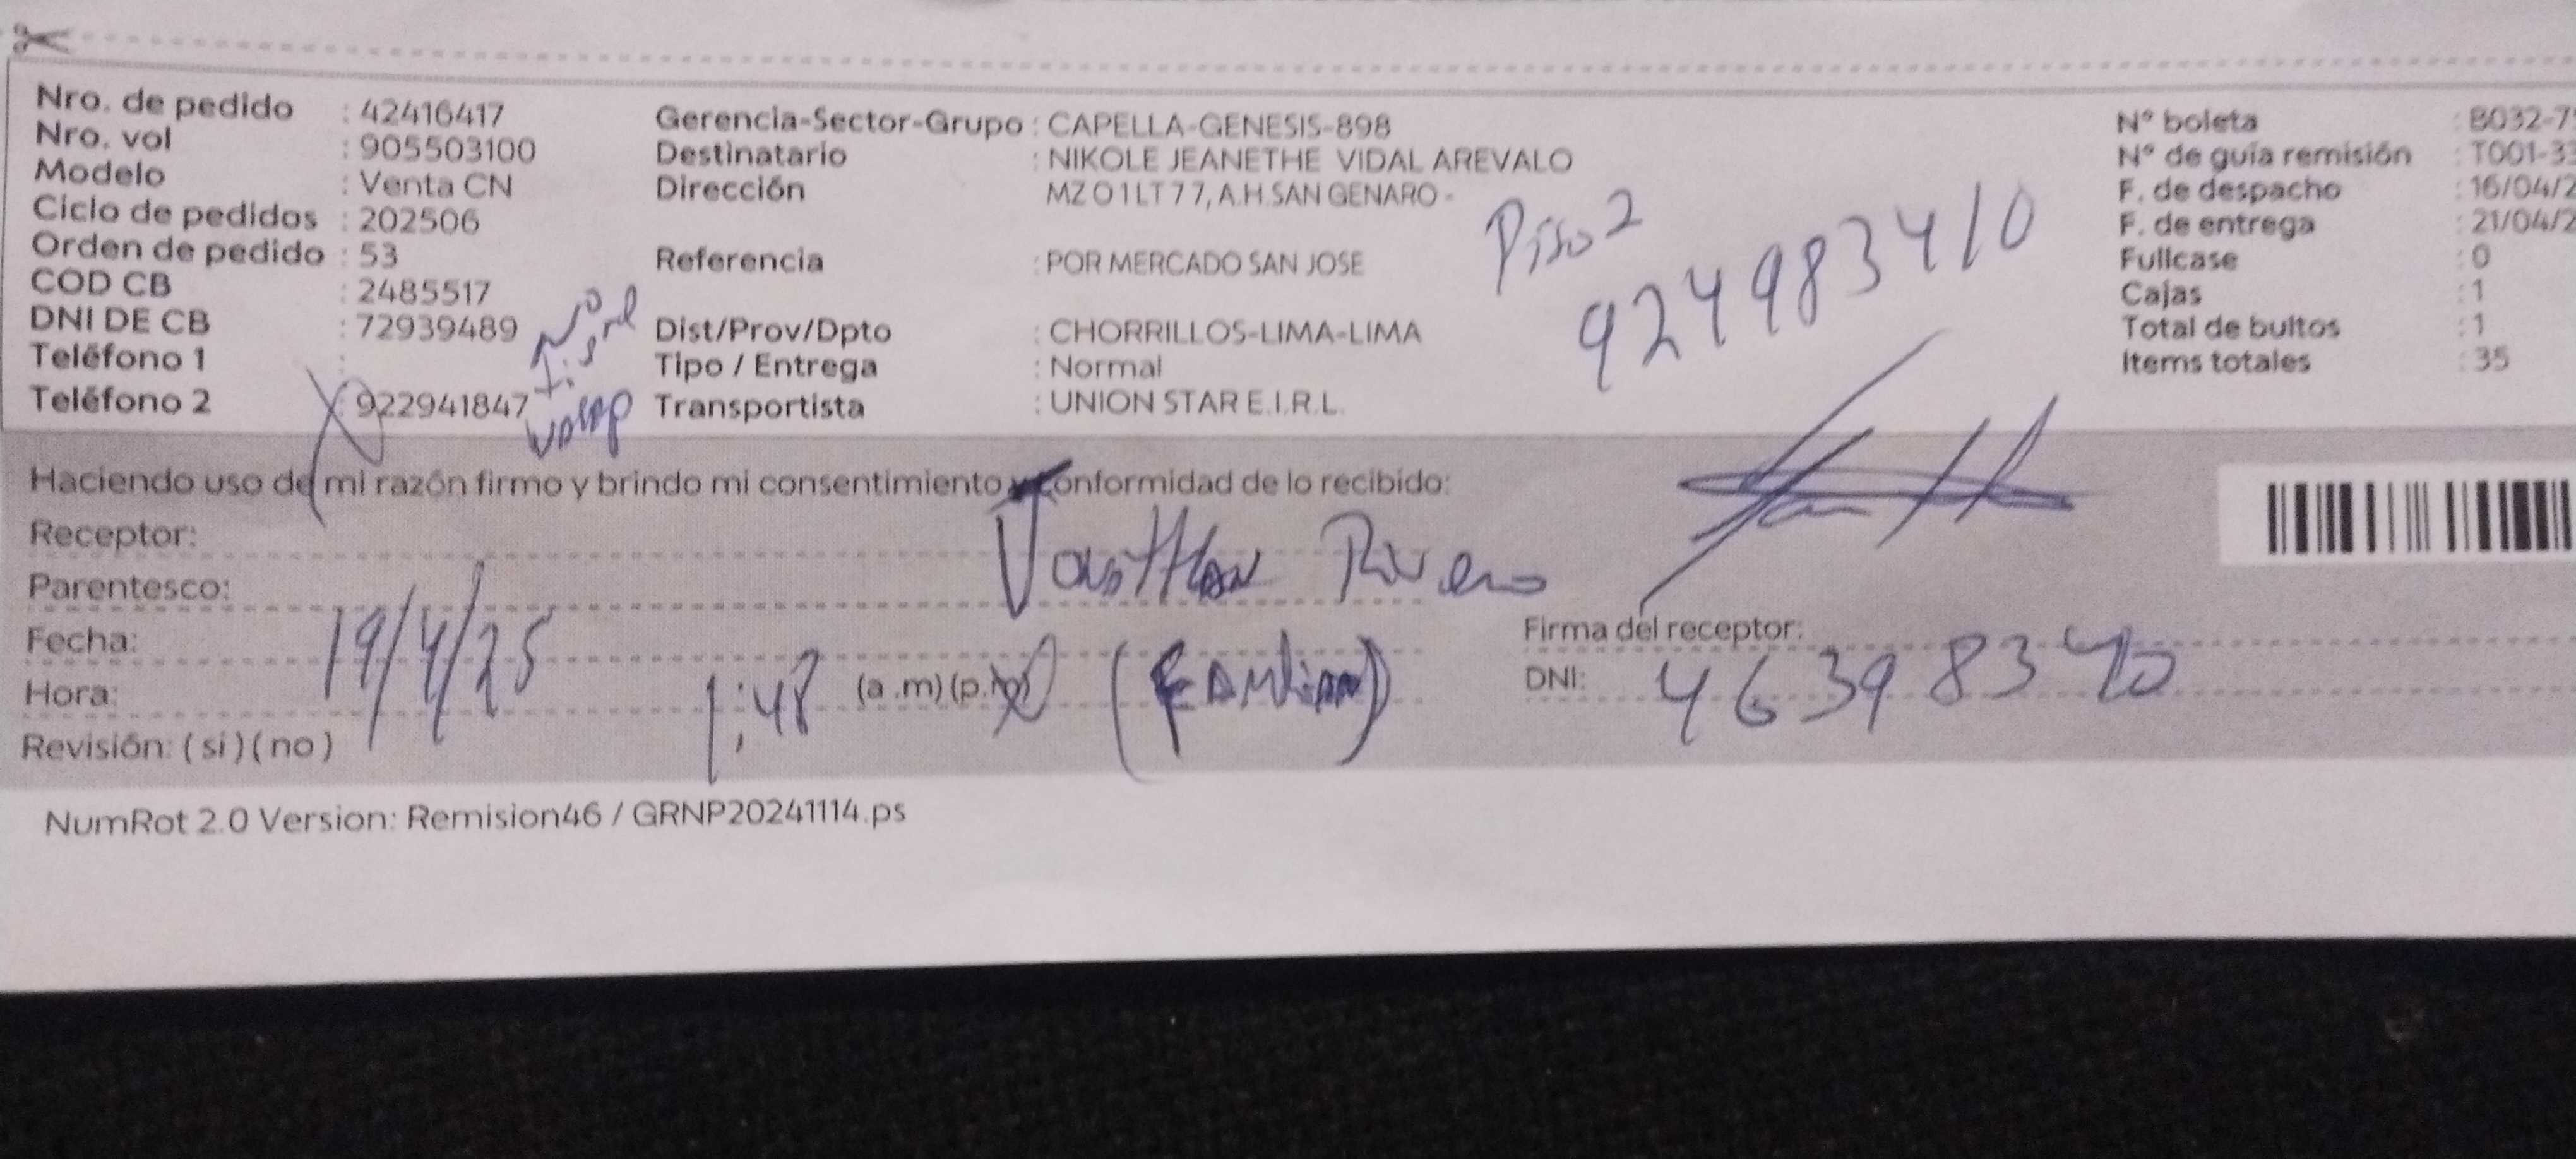 Nro. de pedido : 42416417
Nro. vol : 905503100
Modelo : Venta CN
Ciclo de pedidos : 202506
Orden de pedido : 53
COD CB : 2485517
DNI DE CB : 72939489
Teléfono 1 :
Teléfono 2 : 922941847
No
Gerencia-Sector-Grupo : CAPELLA-GENESIS-898
Destinatario : NIKOLE JEANETHE VIDAL AREVALO
Dirección MZ O 1 LT 7 7, A.H. SAN GENARO -
Referencia : POR MERCADO SAN JOSE
Dist/Prov/Dpto : CHORRILLOS-LIMA-LIMA
Tipo / Entrega : Normal
Transportista : UNION STAR E.I.R.L.
Piso 2
924983410
N° boleta : B032-7
N° de guía remisión : T001-33
F. de despacho : 16/04/2
F. de entrega : 21/04/2
Fullcase : 0
Cajas : 1
Total de bultos : 1
Items totales : 35
Haciendo uso de mi razón firmo y brindo mi consentimiento y conformidad de lo recibido:
Receptor: Rivero
Parentesco:
Fecha: 19/4/25
Hora: 1:48 (a.m)(p.m)
Revisión: (si)(no)
Firma del receptor:
DNI: 46398340
NumRot 2.0 Version: Remision46 / GRNP20241114.ps